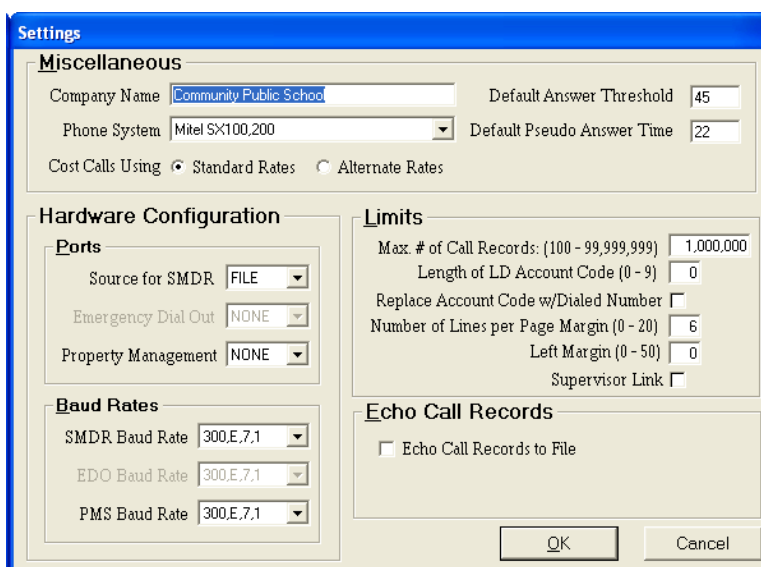 Settings
Miscellaneous
Company Name Community Public School Default Answer Threshold 45
Phone System Mitel SX100,200 Default Pseudo Answer Time 22
Cost Calls Using Standard Rates Alternate Rates
Hardware Configuration
Ports
Source for SMDR FILE
Emergency Dial Out NONE
Property Management NONE
Baud Rates
SMDR Baud Rate 300,E,7,1
EDO Baud Rate 300,E,7,1
PMS Baud Rate 300,E,7,1
Limits
Max. # of Call Records: (100 - 99,999,999) 1,000,000
Length of LD Account Code (0 - 9) 0
Replace Account Code w/Dialed Number
Number of Lines per Page Margin (0 - 20) 6
Left Margin (0 - 50) 0
Supervisor Link
Echo Call Records
Echo Call Records to File
OK Cancel